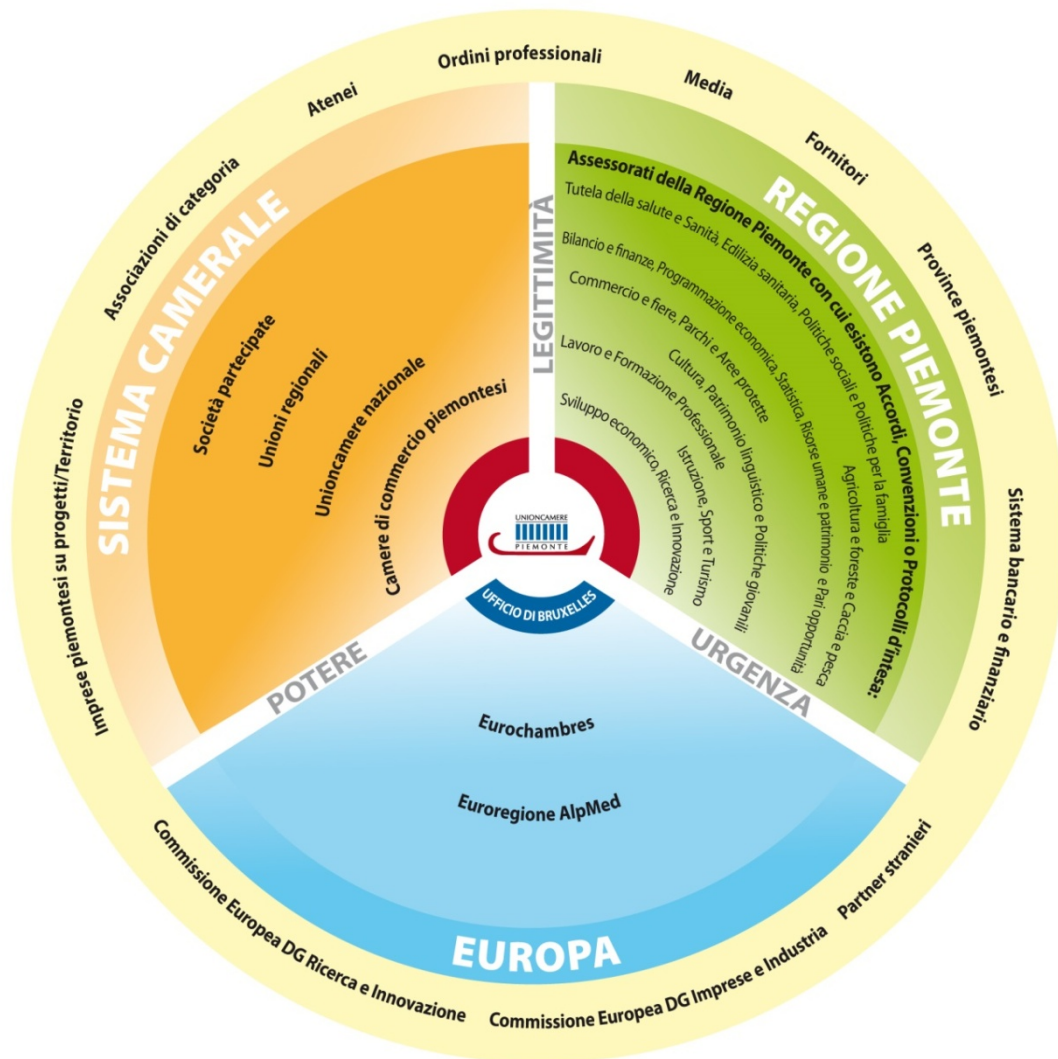 Ordini professionali
Media
Fornitori
Province piemontesi
Sistema bancario e finanziario
Partner stranieri
Commissione Europea DG Imprese e Industria
Commissione Europea DG Ricerca e Innovazione
Imprese piemontesi su progetti/Territorio
Associazioni di categoria
Atenei
SISTEMA CAMERALE
Società partecipate
Unioni regionali
Unioncamere nazionale
Camere di commercio piemontesi
LEGITTIMITÀ
REGIONE PIEMONTE
Assessorati della Regione Piemonte con cui esistono Accordi, Convenzioni o Protocolli d'intesa:
Tutela della salute e Sanità, Edilizia sanitaria, Politiche sociali e Politiche per la famiglia
Agricoltura e foreste e Caccia e pesca
Bilancio e finanze, Programmazione economica, Statistica, Risorse umane e patrimonio e Pari opportunità
Commercio e fiere, Parchi e Aree protette
Cultura, Patrimonio linguistico e Politiche giovanili
Lavoro e Formazione Professionale
Istruzione, Sport e Turismo
Sviluppo economico, Ricerca e Innovazione
UNIONCAMERE
PIEMONTE
UFFICIO DI BRUXELLES
POTERE
URGENZA
Eurochambres
Euroregione AlpMed
EUROPA